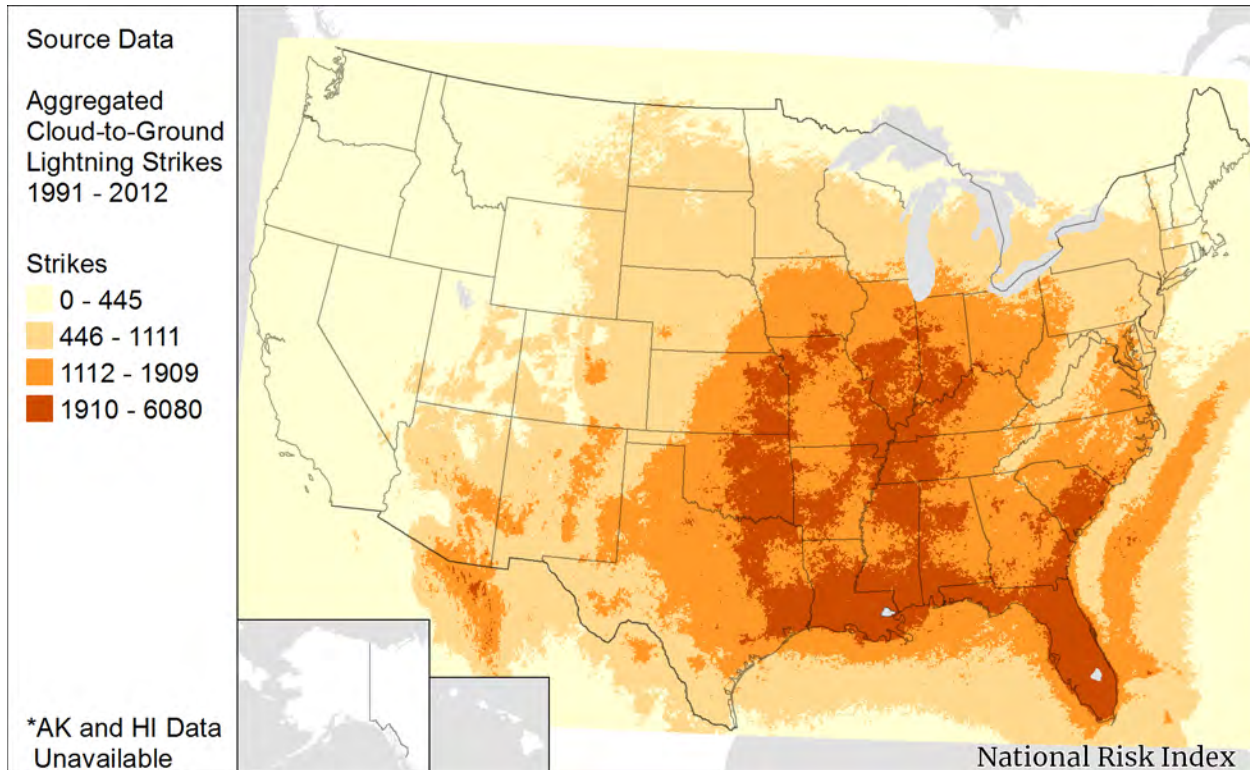 Source Data
Aggregated
Cloud-to-Ground
Lightning Strikes
1991 - 2012
Strikes
0 - 445
446 - 1111
1112 - 1909
1910 - 6080
*AK and HI Data
Unavailable
National Risk Index